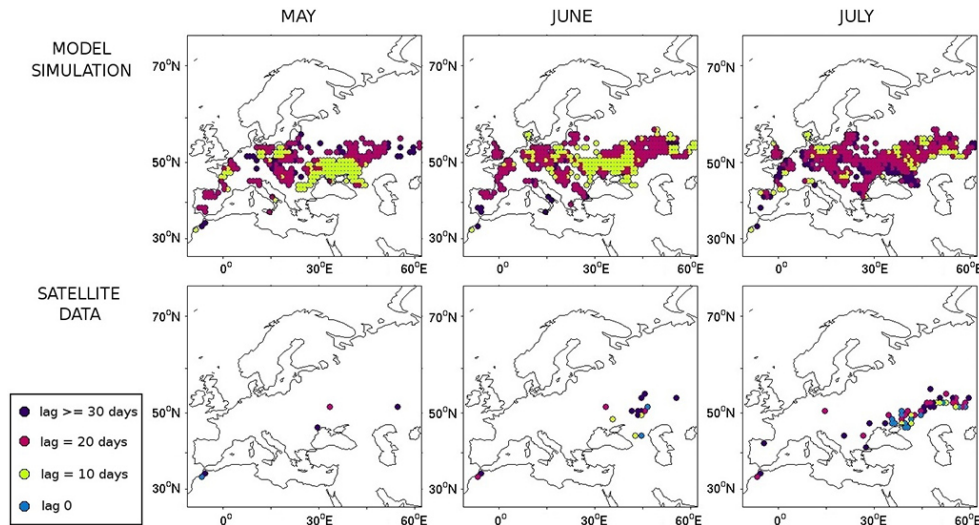 MAY JUNE JULY
MODEL
SIMULATION
70°N 70°N 70°N
50°N 50°N 50°N
30°N 30°N 30°N
0° 30°E 60°E 0° 30°E 60°E 0° 30°E 60°E
SATELLITE
DATA
70°N 70°N 70°N
50°N 50°N 50°N
30°N 30°N 30°N
0° 30°E 60°E 0° 30°E 60°E 0° 30°E 60°E
lag >= 30 days
lag = 20 days
lag = 10 days
lag 0